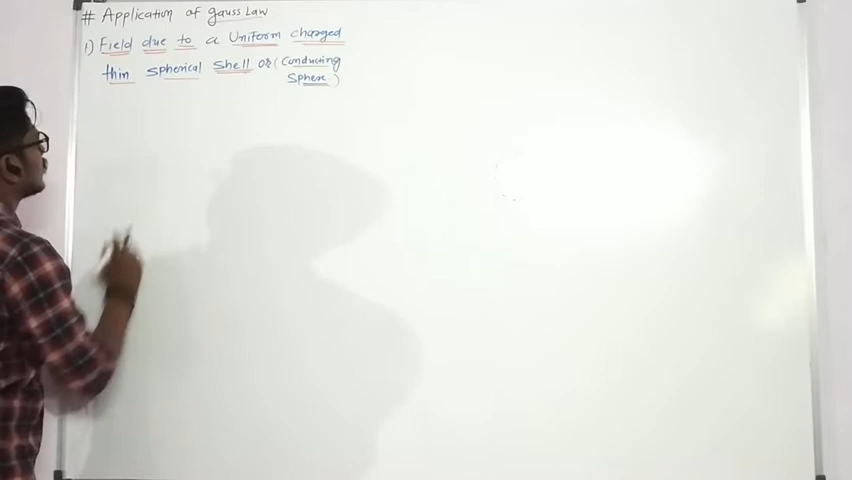 # Application of Gauss Law
1) Field due to a Uniform charged
thin spherical shell or (Conducting
Sphere)